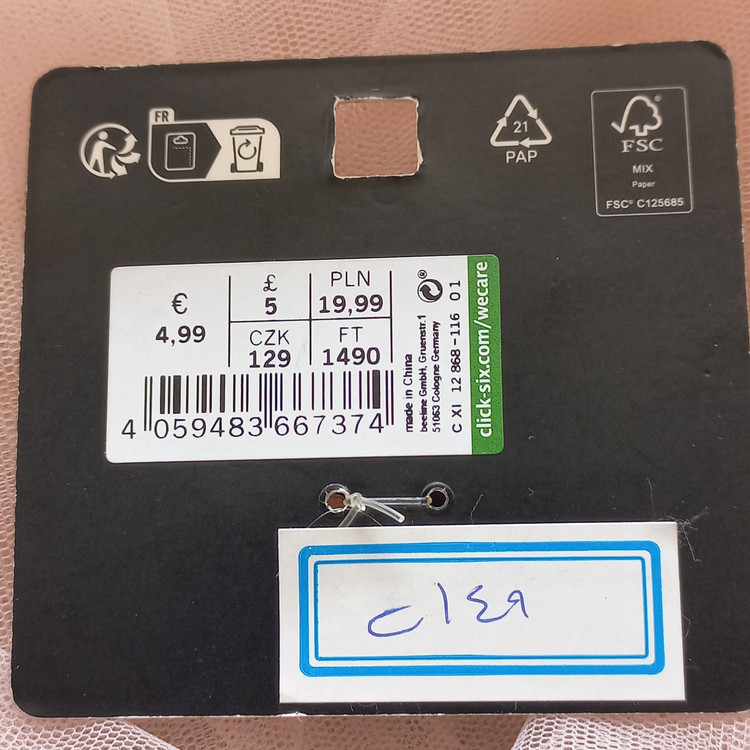 FR
21
PAP
FSC
MIX
Paper
FSC® C125685
€
4,99
£
5
PLN
19,99
CZK
129
FT
1490
4 059483 667374
made in China
beeline GmbH, Gruenstr.1
51063 Cologne Germany
C XI 12 868 -116 01
click-six.com/wecare
ج١٤٩